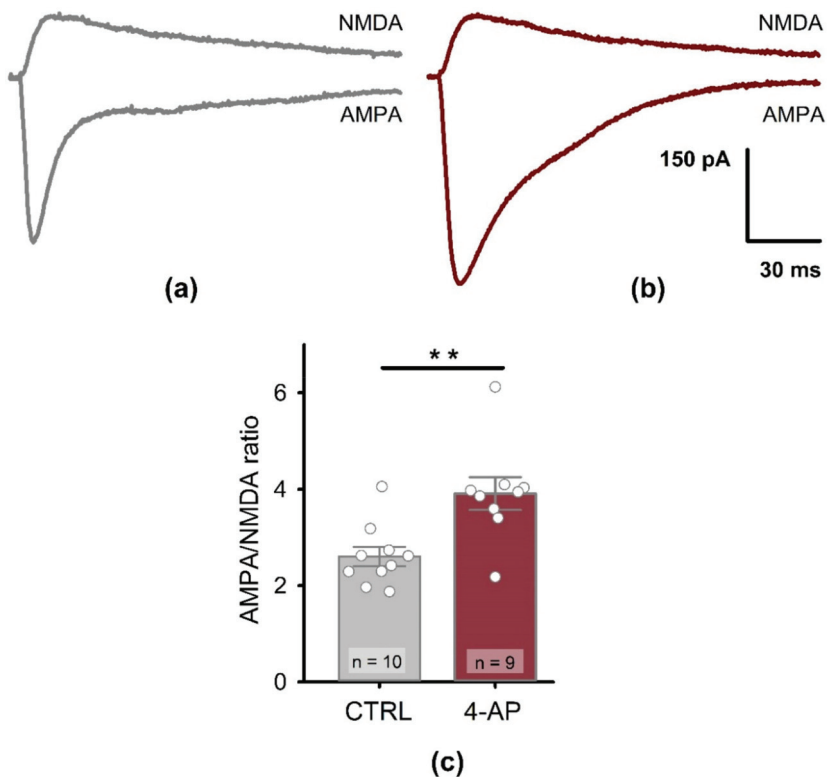 NMDA
AMPA
(a)
NMDA
AMPA
150 pA
30 ms
(b)
AMPA/NMDA ratio
6
4
2
0
**
n = 10
n = 9
CTRL
4-AP
(c)